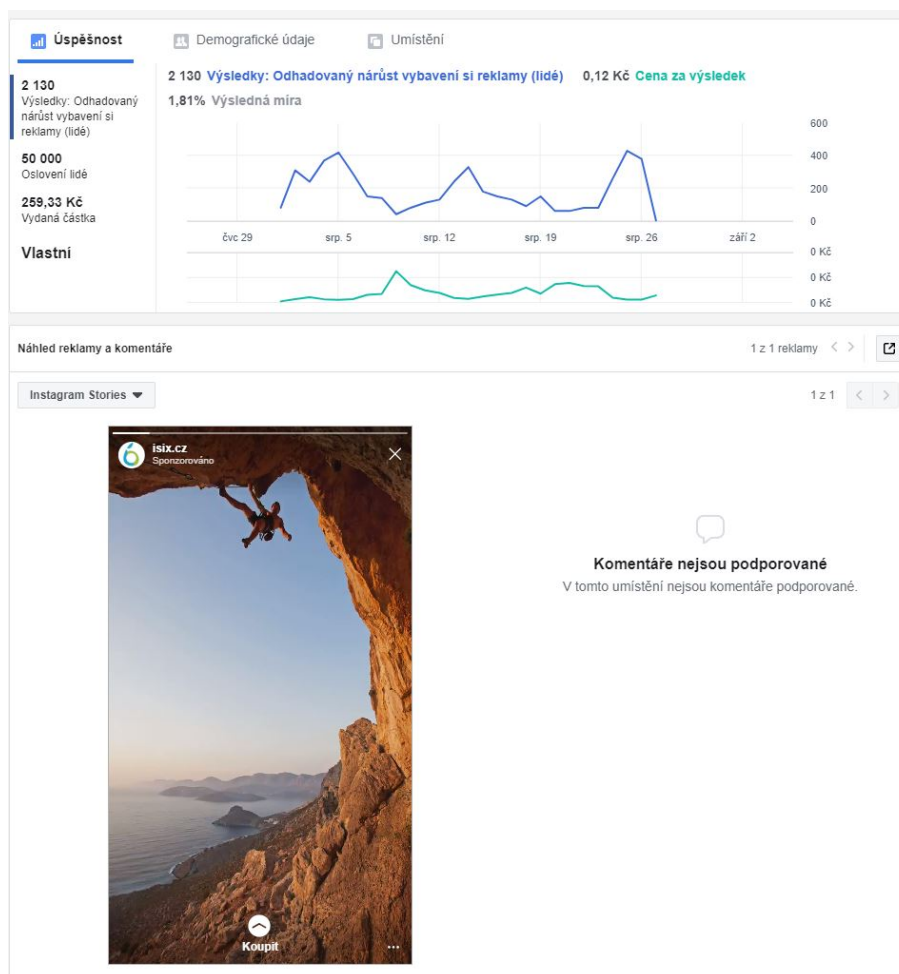 Úspěšnost
Demografické údaje
Umístění
2 130
Výsledky: Odhadovaný
nárůst vybavení si
reklamy (lidé)
50 000
Oslovení lidé
259,33 Kč
Vydaná částka
Vlastní
2 130 Výsledky: Odhadovaný nárůst vybavení si reklamy (lidé) 0,12 Kč Cena za výsledek
1,81% Výsledná míra
600
400
200
0
čvc 29 srp. 5 srp. 12 srp. 19 srp. 26 září 2
0 Kč
0 Kč
0 Kč
Náhled reklamy a komentáře
1 z 1 reklamy
Instagram Stories
1 z 1
isix.cz
Sponzorováno
Koupit
Komentáře nejsou podporované
V tomto umístění nejsou komentáře podporované.